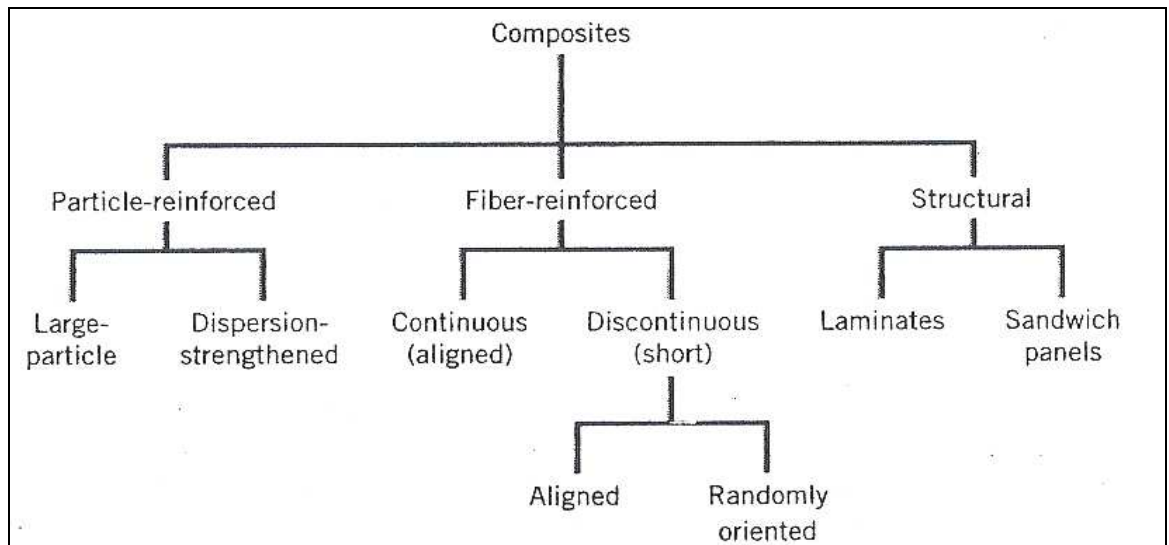 Composites
Particle-reinforced
Fiber-reinforced
Structural
Large-
particle
Dispersion-
strengthened
Continuous
(aligned)
Discontinuous
(short)
Laminates
Sandwich
panels
Aligned
Randomly
oriented